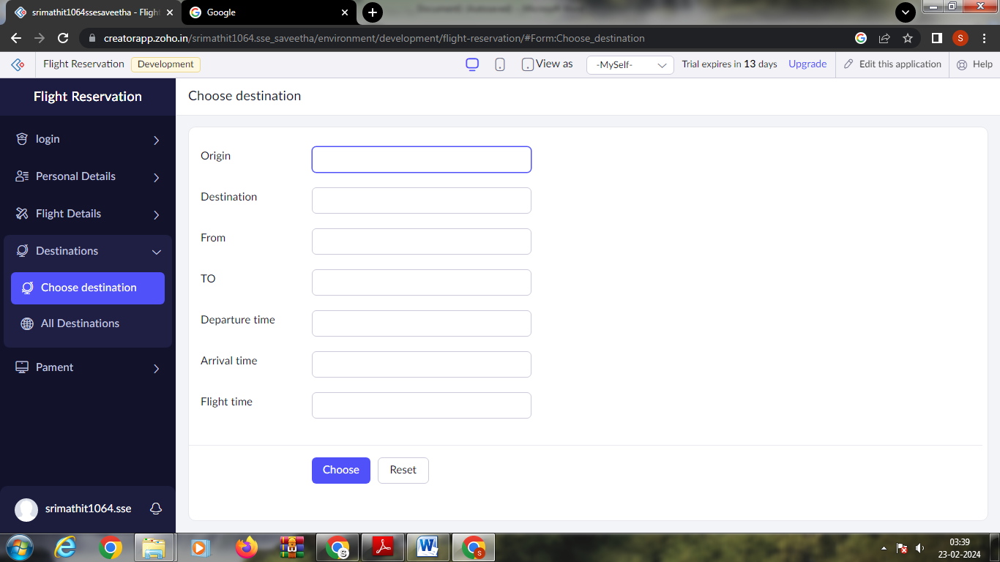 srimathit1064ssesaveetha - Flight
Google
creatorapp.zoho.in/srimathit1064.sse_saveetha/environment/development/flight-reservation/#Form:Choose_destination
S
Flight Reservation
Development
View as
-MySelf-
Trial expires in 13 days
Upgrade
Edit this application
Help
Flight Reservation
login
Personal Details
Flight Details
Destinations
Choose destination
All Destinations
Pament
srimathit1064.sse
Choose destination
Origin
Destination
From
TO
Departure time
Arrival time
Flight time
Choose
Reset
03:39
23-02-2024